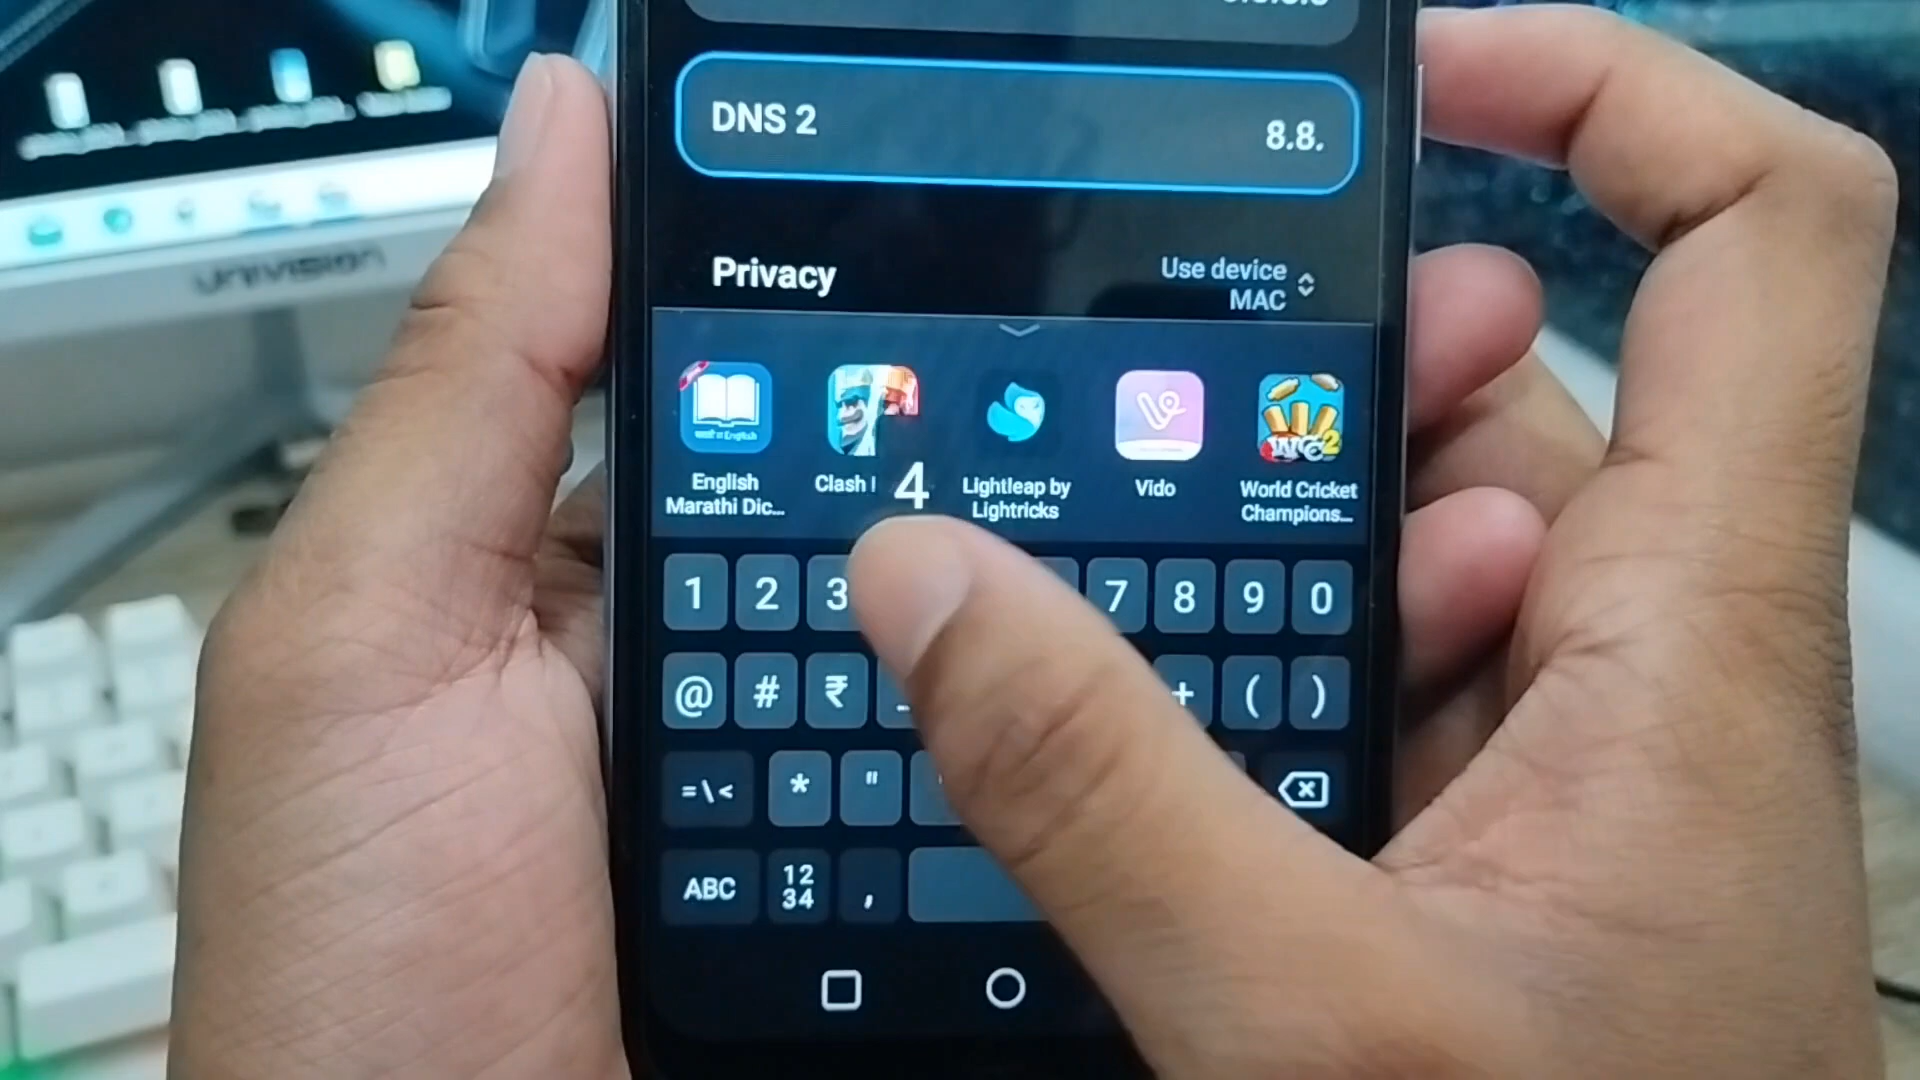 DNS 2
8.8.
Privacy
Use device
MAC
English
Marathi Dic...
Clash
4
Lightleap by
Lightricks
Vido
World Cricket
Champions...
1 2 3 7 8 9 0
@ # ₹ _ + ( )
=\< * "
ABC 12
34 ,
UNIVISION